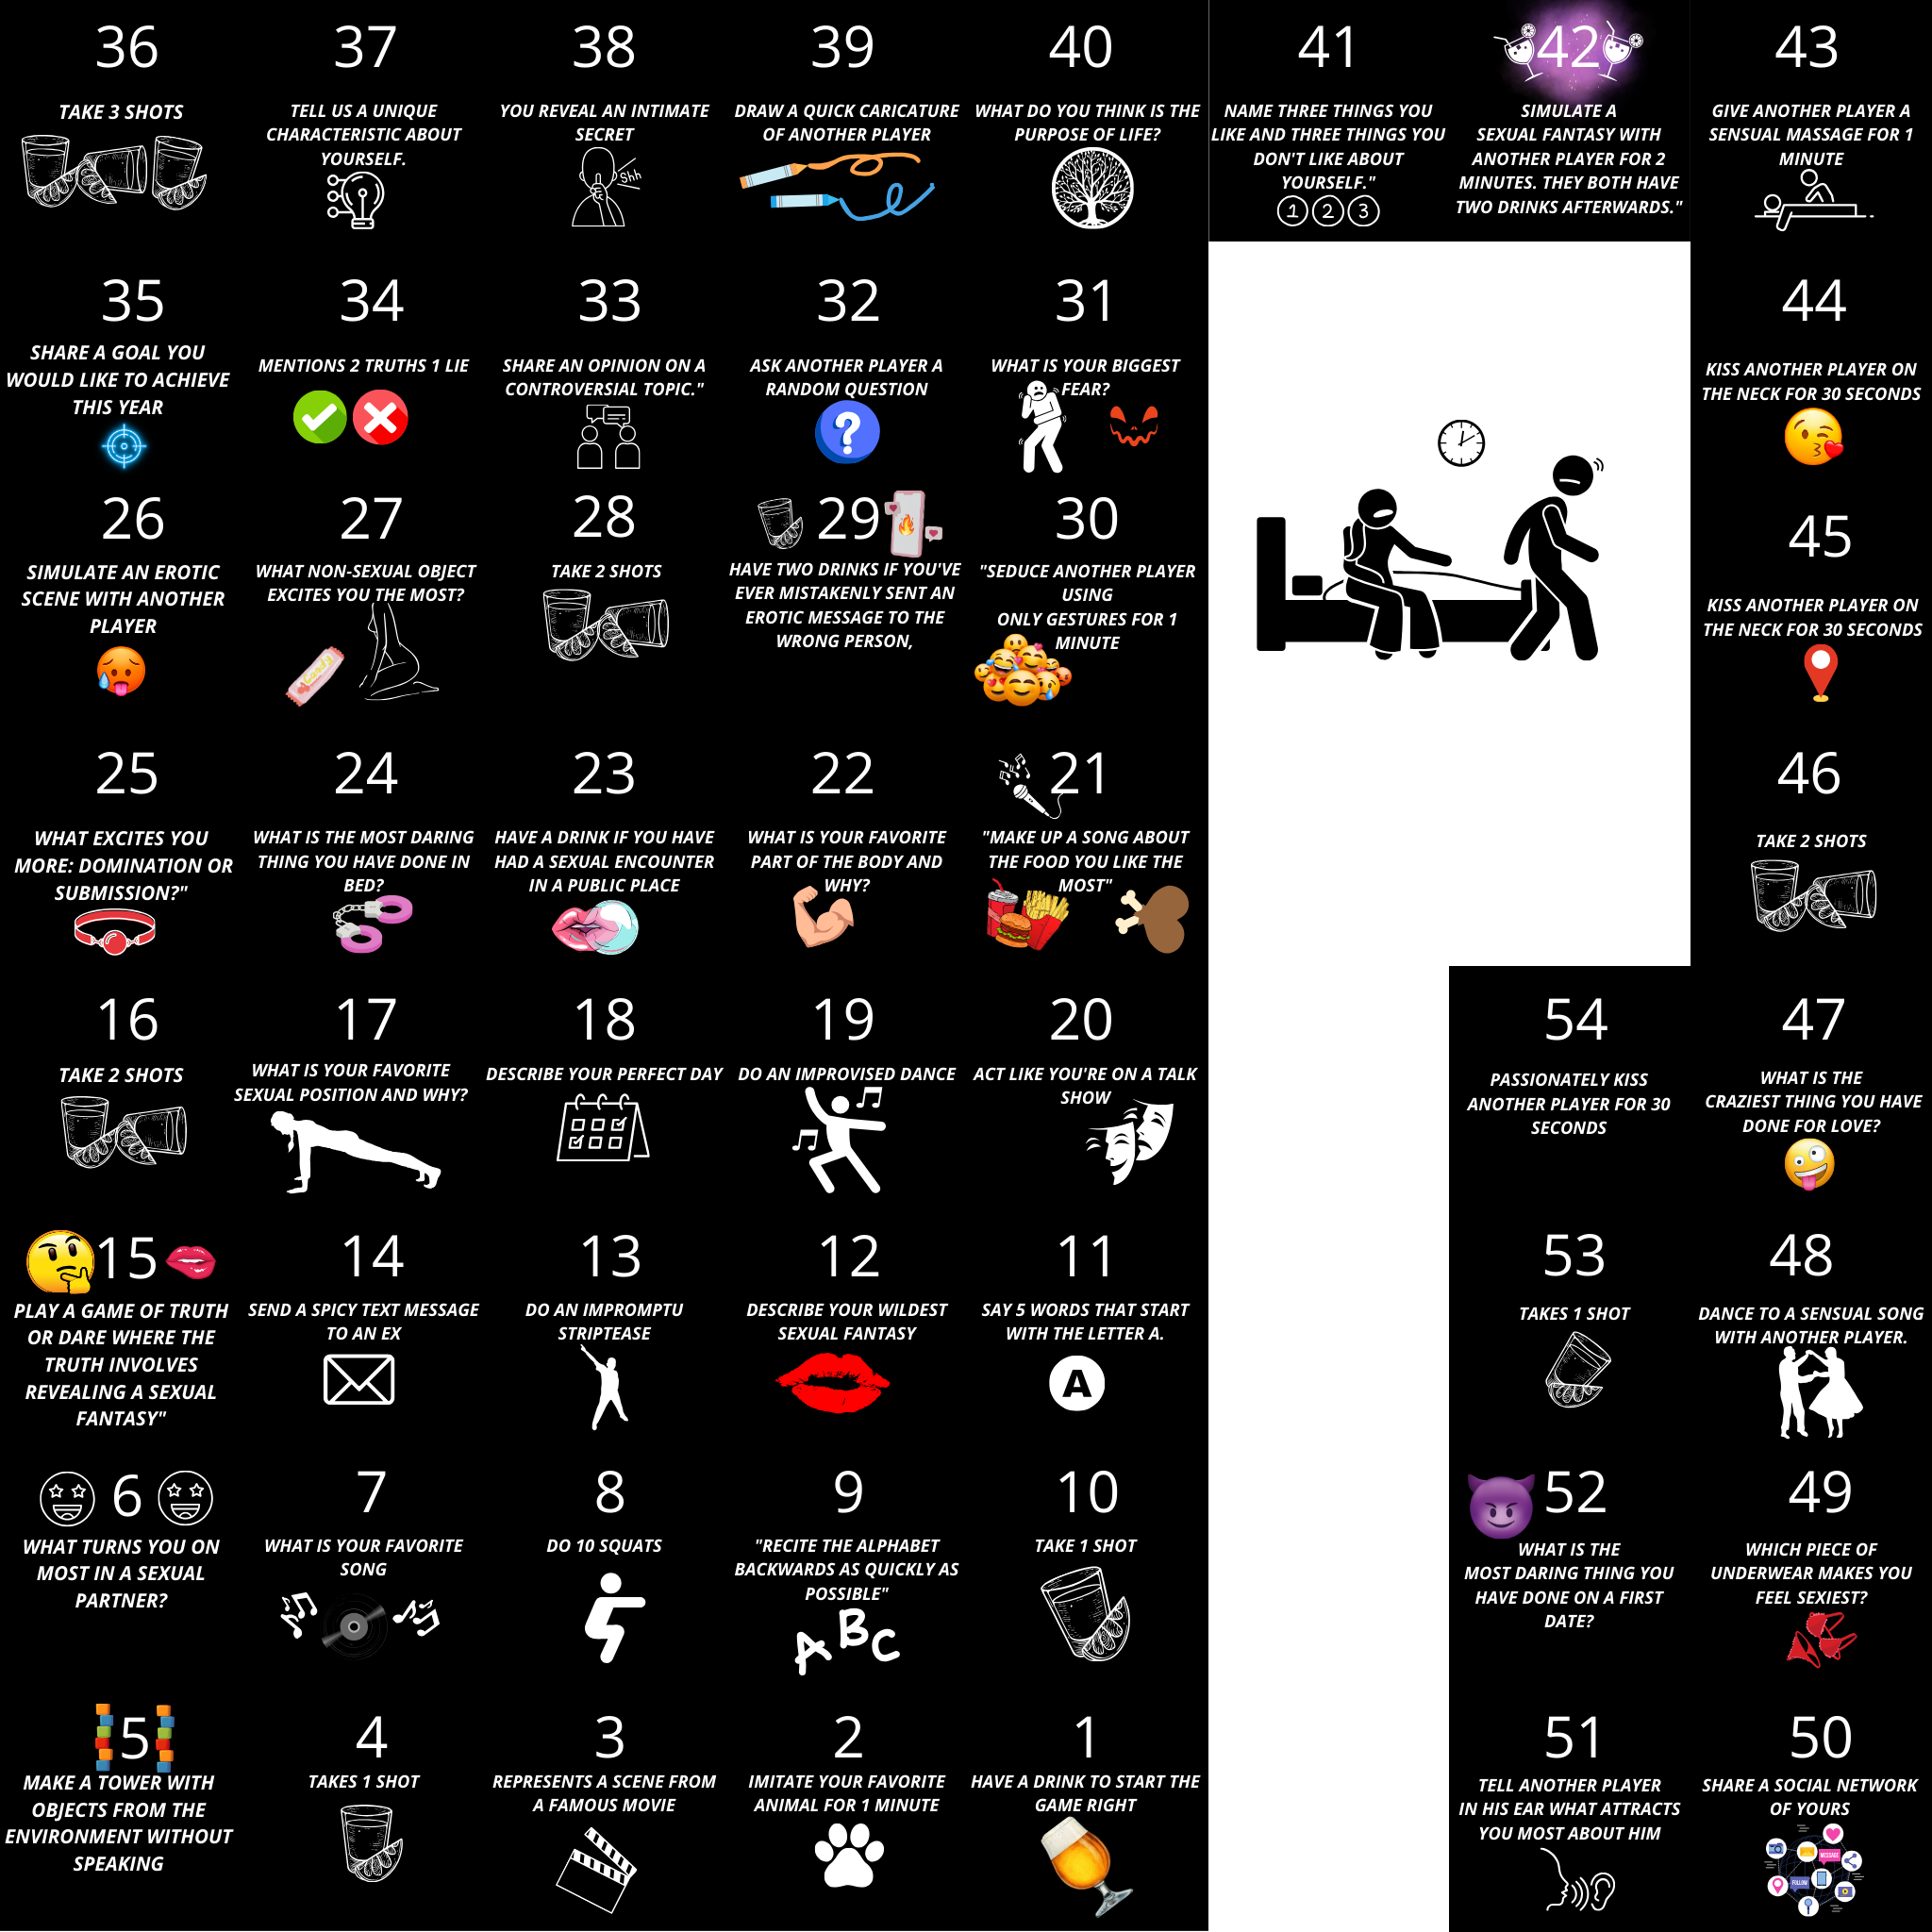 36
TAKE 3 SHOTS
37
TELL US A UNIQUE
CHARACTERISTIC ABOUT
YOURSELF.
38
YOU REVEAL AN INTIMATE
SECRET
Shh
39
DRAW A QUICK CARICATURE
OF ANOTHER PLAYER
40
WHAT DO YOU THINK IS THE
PURPOSE OF LIFE?
41
NAME THREE THINGS YOU
LIKE AND THREE THINGS YOU
DON'T LIKE ABOUT
YOURSELF."
1 2 3
42
SIMULATE A
SEXUAL FANTASY WITH
ANOTHER PLAYER FOR 2
MINUTES. THEY BOTH HAVE
TWO DRINKS AFTERWARDS."
43
GIVE ANOTHER PLAYER A
SENSUAL MASSAGE FOR 1
MINUTE
35
SHARE A GOAL YOU
WOULD LIKE TO ACHIEVE
THIS YEAR
34
MENTIONS 2 TRUTHS 1 LIE
33
SHARE AN OPINION ON A
CONTROVERSIAL TOPIC."
32
ASK ANOTHER PLAYER A
RANDOM QUESTION
?
31
WHAT IS YOUR BIGGEST
FEAR?
44
KISS ANOTHER PLAYER ON
THE NECK FOR 30 SECONDS
26
SIMULATE AN EROTIC
SCENE WITH ANOTHER
PLAYER
27
WHAT NON-SEXUAL OBJECT
EXCITES YOU THE MOST?
Candy
28
TAKE 2 SHOTS
29
HAVE TWO DRINKS IF YOU'VE
EVER MISTAKENLY SENT AN
EROTIC MESSAGE TO THE
WRONG PERSON,
30
"SEDUCE ANOTHER PLAYER
USING
ONLY GESTURES FOR 1
MINUTE
45
KISS ANOTHER PLAYER ON
THE NECK FOR 30 SECONDS
25
WHAT EXCITES YOU
MORE: DOMINATION OR
SUBMISSION?"
24
WHAT IS THE MOST DARING
THING YOU HAVE DONE IN
BED?
23
HAVE A DRINK IF YOU HAVE
HAD A SEXUAL ENCOUNTER
IN A PUBLIC PLACE
22
WHAT IS YOUR FAVORITE
PART OF THE BODY AND
WHY?
21
"MAKE UP A SONG ABOUT
THE FOOD YOU LIKE THE
MOST"
46
TAKE 2 SHOTS
16
TAKE 2 SHOTS
17
WHAT IS YOUR FAVORITE
SEXUAL POSITION AND WHY?
18
DESCRIBE YOUR PERFECT DAY
19
DO AN IMPROVISED DANCE
20
ACT LIKE YOU'RE ON A TALK
SHOW
54
PASSIONATELY KISS
ANOTHER PLAYER FOR 30
SECONDS
47
WHAT IS THE
CRAZIEST THING YOU HAVE
DONE FOR LOVE?
15
PLAY A GAME OF TRUTH
OR DARE WHERE THE
TRUTH INVOLVES
REVEALING A SEXUAL
FANTASY"
14
SEND A SPICY TEXT MESSAGE
TO AN EX
13
DO AN IMPROMPTU
STRIPTEASE
12
DESCRIBE YOUR WILDEST
SEXUAL FANTASY
11
SAY 5 WORDS THAT START
WITH THE LETTER A.
A
53
TAKES 1 SHOT
48
DANCE TO A SENSUAL SONG
WITH ANOTHER PLAYER.
6
WHAT TURNS YOU ON
MOST IN A SEXUAL
PARTNER?
7
WHAT IS YOUR FAVORITE
SONG
8
DO 10 SQUATS
9
"RECITE THE ALPHABET
BACKWARDS AS QUICKLY AS
POSSIBLE"
A B C
10
TAKE 1 SHOT
52
WHAT IS THE
MOST DARING THING YOU
HAVE DONE ON A FIRST
DATE?
49
WHICH PIECE OF
UNDERWEAR MAKES YOU
FEEL SEXIEST?
5
MAKE A TOWER WITH
OBJECTS FROM THE
ENVIRONMENT WITHOUT
SPEAKING
4
TAKES 1 SHOT
3
REPRESENTS A SCENE FROM
A FAMOUS MOVIE
2
IMITATE YOUR FAVORITE
ANIMAL FOR 1 MINUTE
1
HAVE A DRINK TO START THE
GAME RIGHT
51
TELL ANOTHER PLAYER
IN HIS EAR WHAT ATTRACTS
YOU MOST ABOUT HIM
50
SHARE A SOCIAL NETWORK
OF YOURS
MESSAGE
FOLLOW